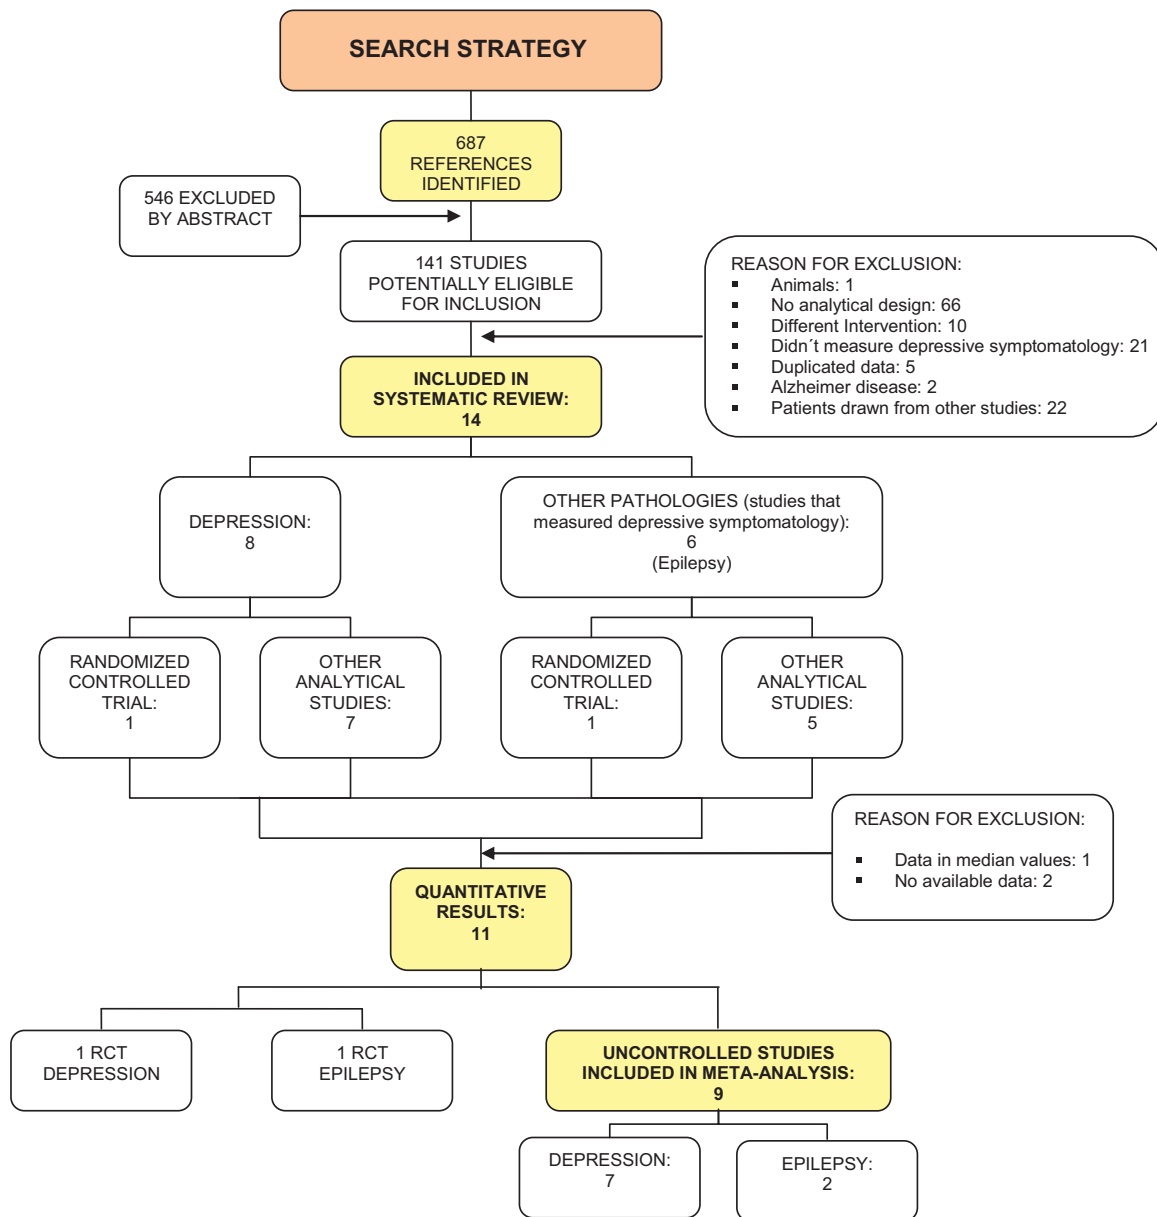 SEARCH STRATEGY
687
REFERENCES
IDENTIFIED
546 EXCLUDED
BY ABSTRACT
141 STUDIES
POTENTIALLY ELIGIBLE
FOR INCLUSION
REASON FOR EXCLUSION:
▪ Animals: 1
▪ No analytical design: 66
▪ Different Intervention: 10
▪ Didn´t measure depressive symptomatology: 21
▪ Duplicated data: 5
▪ Alzheimer disease: 2
▪ Patients drawn from other studies: 22
INCLUDED IN
SYSTEMATIC REVIEW:
14
DEPRESSION:
8
OTHER PATHOLOGIES (studies that
measured depressive symptomatology):
6
(Epilepsy)
RANDOMIZED
CONTROLLED
TRIAL:
1
OTHER
ANALYTICAL
STUDIES:
7
RANDOMIZED
CONTROLLED
TRIAL:
1
OTHER
ANALYTICAL
STUDIES:
5
REASON FOR EXCLUSION:
▪ Data in median values: 1
▪ No available data: 2
QUANTITATIVE
RESULTS:
11
1 RCT
DEPRESSION
1 RCT
EPILEPSY
UNCONTROLLED STUDIES
INCLUDED IN META-ANALYSIS:
9
DEPRESSION:
7
EPILEPSY:
2